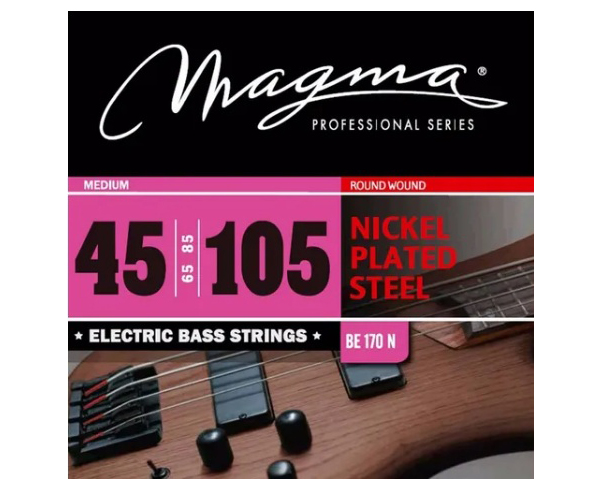 Magma®
PROFESSIONAL SERIES
MEDIUM
ROUND WOUND
45
65 85
105
NICKEL
PLATED
STEEL
★ ELECTRIC BASS STRINGS ★
BE 170 N